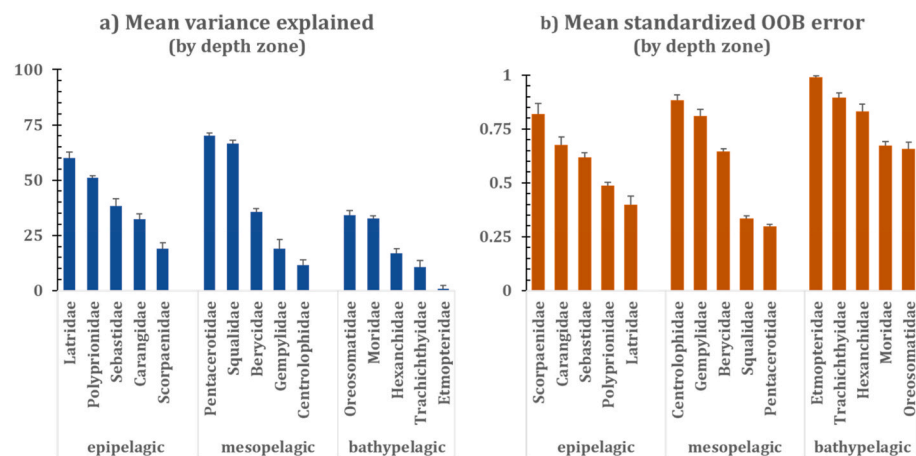 a) Mean variance explained
(by depth zone)
100
75
50
25
0
Latridae
Polyprionidae
Sebastidae
Carangidae
Scorpaenidae
Pentacerotidae
Squalidae
Berycidae
Gempylidae
Centrolophidae
Oreosomatidae
Moridae
Hexanchidae
Trachichthyidae
Etmopteridae
epipelagic
mesopelagic
bathypelagic
b) Mean standardized OOB error
(by depth zone)
1
0.75
0.5
0.25
0
Scorpaenidae
Carangidae
Sebastidae
Polyprionidae
Latridae
Centrolophidae
Gempylidae
Berycidae
Squalidae
Pentacerotidae
Etmopteridae
Trachichthyidae
Hexanchidae
Moridae
Oreosomatidae
epipelagic
mesopelagic
bathypelagic